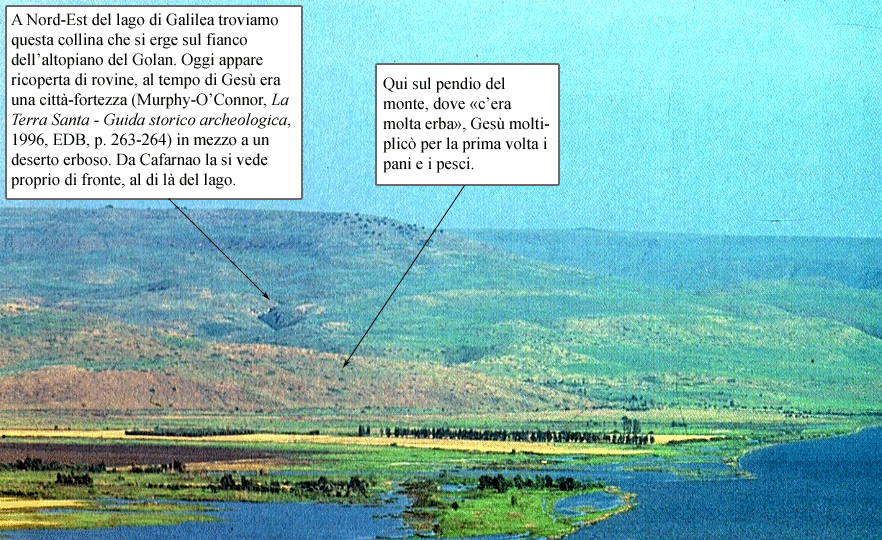 A Nord-Est del lago di Galilea troviamo
questa collina che si erge sul fianco
dell'altopiano del Golan. Oggi appare
ricoperta di rovine, al tempo di Gesù era
una città-fortezza (Murphy-O'Connor, La
Terra Santa - Guida storico archeologica,
1996, EDB, p. 263-264) in mezzo a un
deserto erboso. Da Cafarnao la si vede
proprio di fronte, al di là del lago.
Qui sul pendio del
monte, dove «c'era
molta erba», Gesù molti-
plicò per la prima volta i
pani e i pesci.